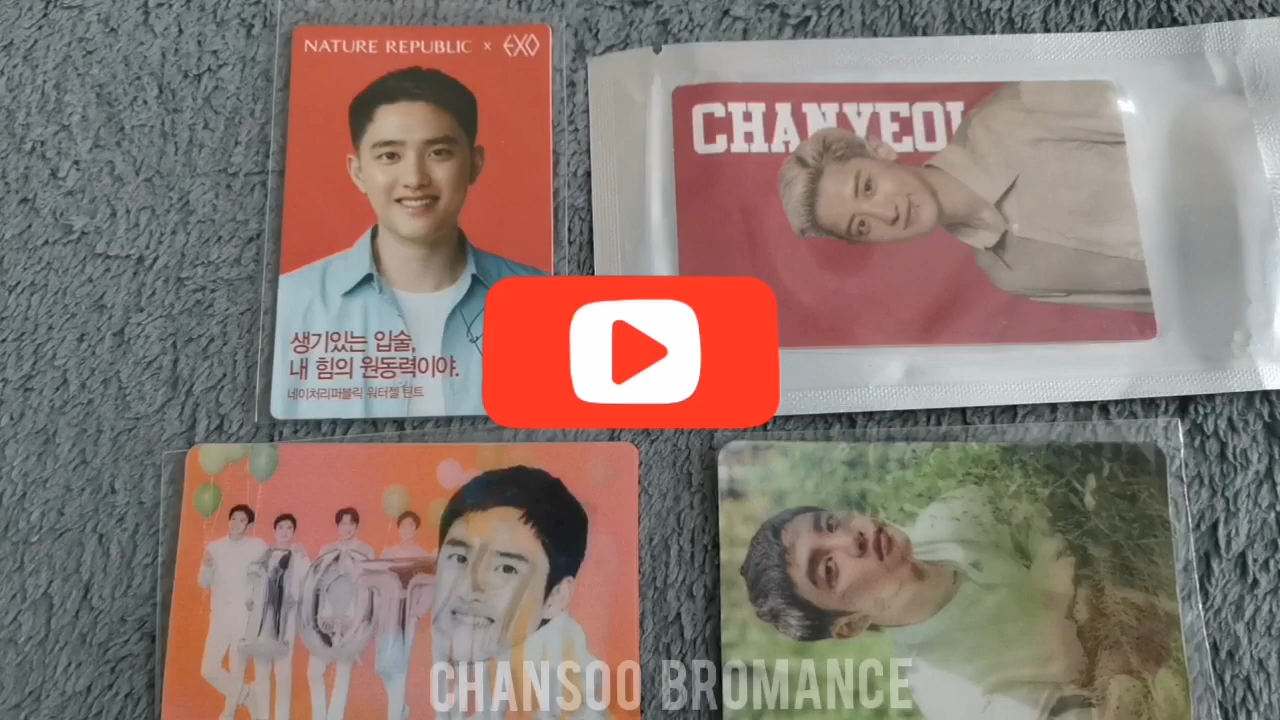 NATURE REPUBLIC x EXO
생기있는 입술,
내 힘의 원동력이야.
네이처리퍼블릭 워터젤 틴트
CHANYEOL
CHANSOO BROMANCE